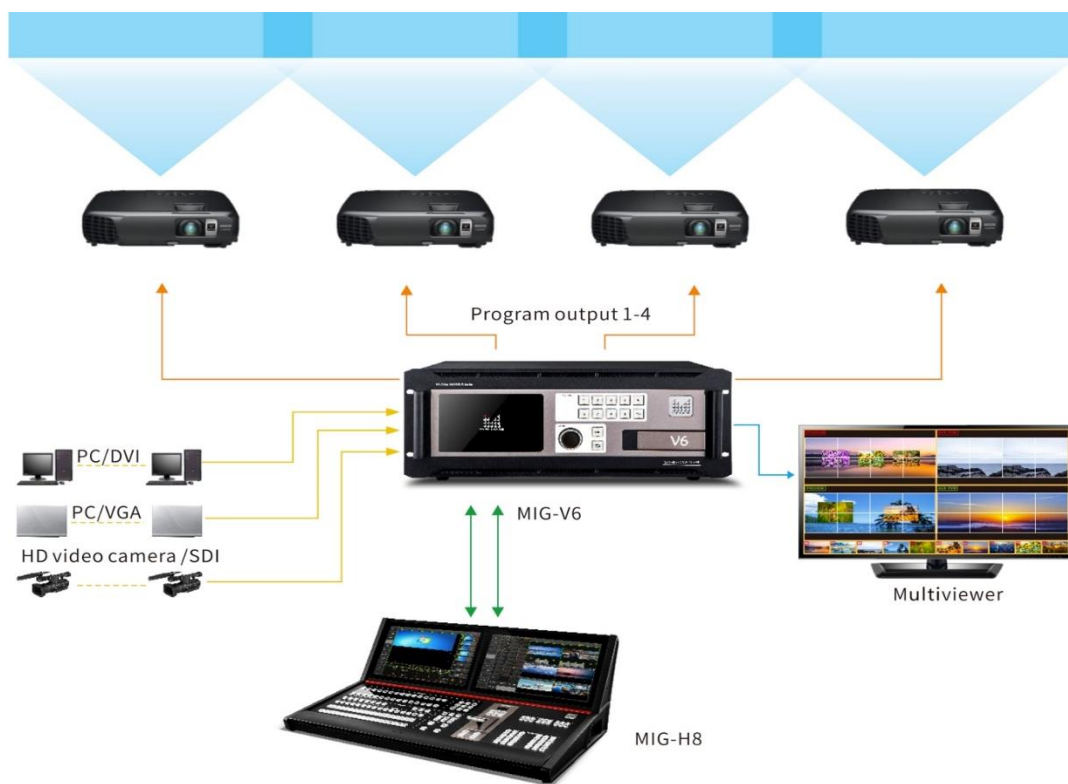 Program output 1-4
V6
PC/DVI
PC/VGA
MIG-V6
HD video camera /SDI
Multiviewer
MIG-H8